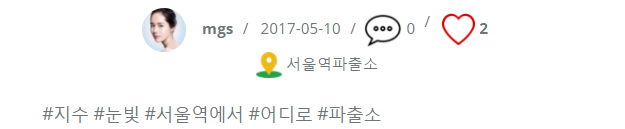 mgs / 2017-05-10 / 0 / 2
서울역파출소
#지수 #눈빛 #서울역에서 #어디로 #파출소